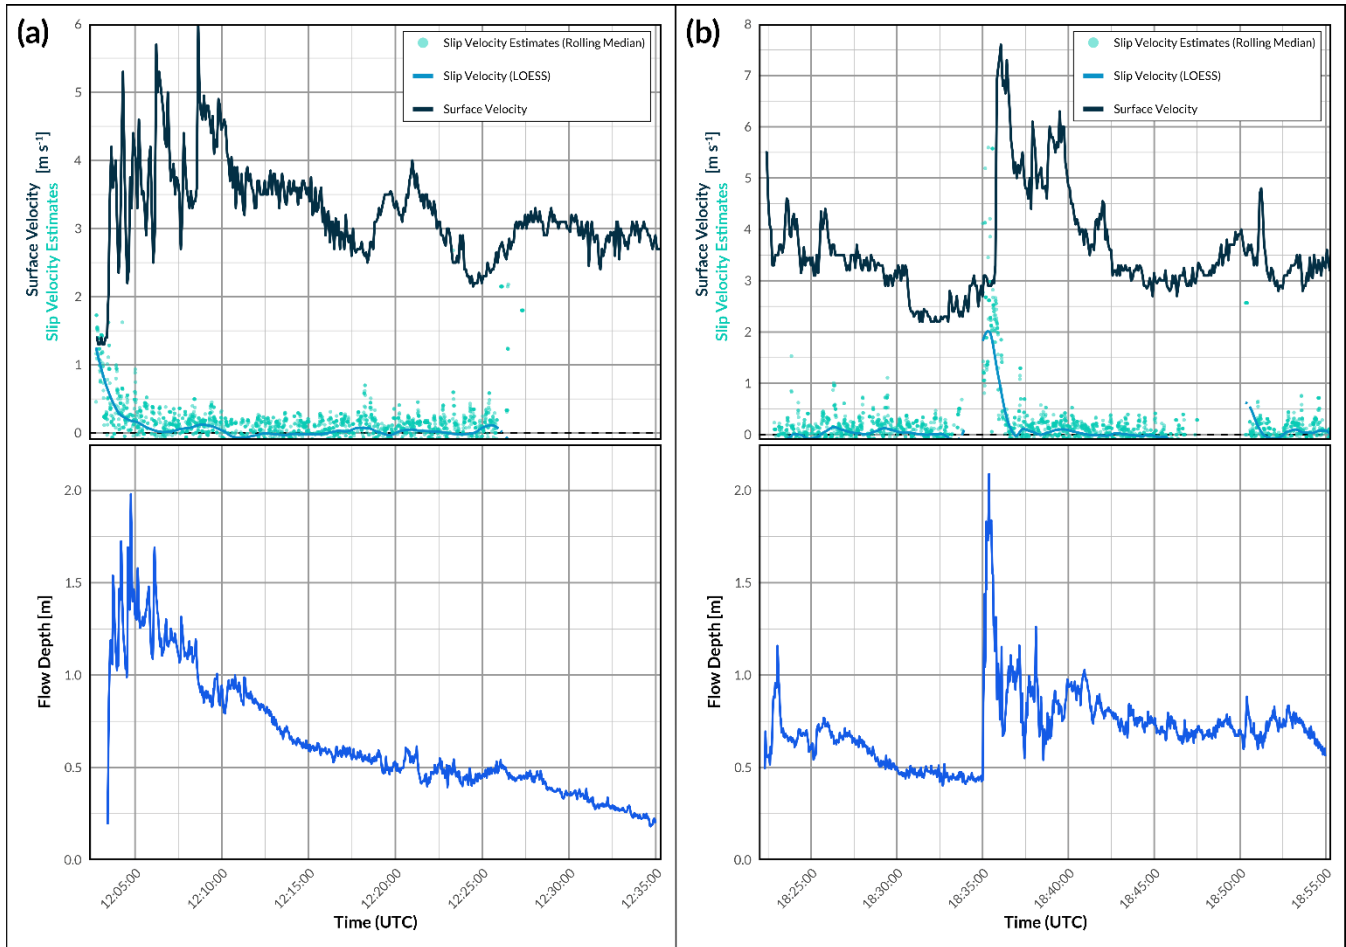 (a)
6
5
4
3
2
1
0
Surface Velocity [m s⁻¹]
Slip Velocity Estimates
Slip Velocity Estimates (Rolling Median)
Slip Velocity (LOESS)
Surface Velocity
2.0
1.5
1.0
0.5
0.0
Flow Depth [m]
12:05:00
12:10:00
12:15:00
12:20:00
12:25:00
12:30:00
12:35:00
Time (UTC)
(b)
8
7
6
5
4
3
2
1
0
Surface Velocity [m s⁻¹]
Slip Velocity Estimates
Slip Velocity Estimates (Rolling Median)
Slip Velocity (LOESS)
Surface Velocity
2.0
1.5
1.0
0.5
0.0
Flow Depth [m]
18:25:00
18:30:00
18:35:00
18:40:00
18:45:00
18:50:00
18:55:00
Time (UTC)